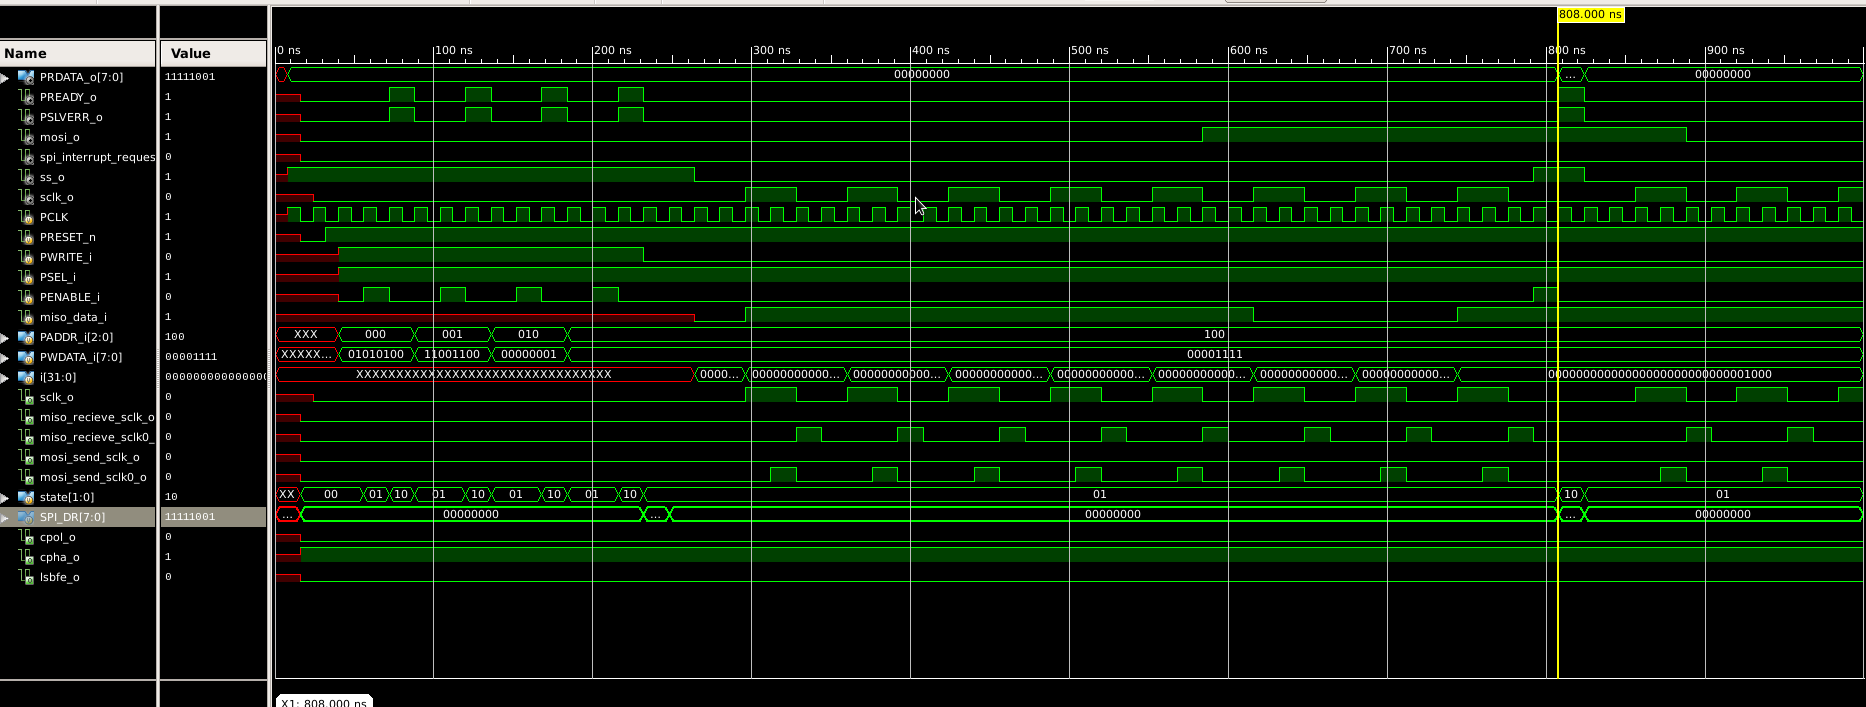 808.000 ns
Name Value
0 ns 100 ns 200 ns 300 ns 400 ns 500 ns 600 ns 700 ns 800 ns 900 ns
PRDATA_o[7:0] 11111001 00000000 ... 00000000
PREADY_o 1
PSLVERR_o 1
mosi_o 1
spi_interrupt_reques 0
ss_o 1
sclk_o 0
PCLK 1
PRESET_n 1
PWRITE_i 0
PSEL_i 1
PENABLE_i 0
miso_data_i 1
PADDR_i[2:0] 100 XXX 000 001 010 100
PWDATA_i[7:0] 00001111 XXXXX... 01010100 11001100 00000001 00001111
i[31:0] 0000... 00000000000... 00000000000... 00000000000... 00000000000... 00000000000... 00000000000... 00000000000...
sclk_o 0
miso_recieve_sclk_o 0
miso_recieve_sclk0_ 0
mosi_send_sclk_o 0
mosi_send_sclk0_o 0
state[1:0] 10 XX 00 01 10 01 10 01 10 01 10 01 10 01
SPI_DR[7:0] 11111001 ... 00000000 ... 00000000 ... 00000000
cpol_o 0
cpha_o 1
lsbfe_o 0
X1: 808.000 ns